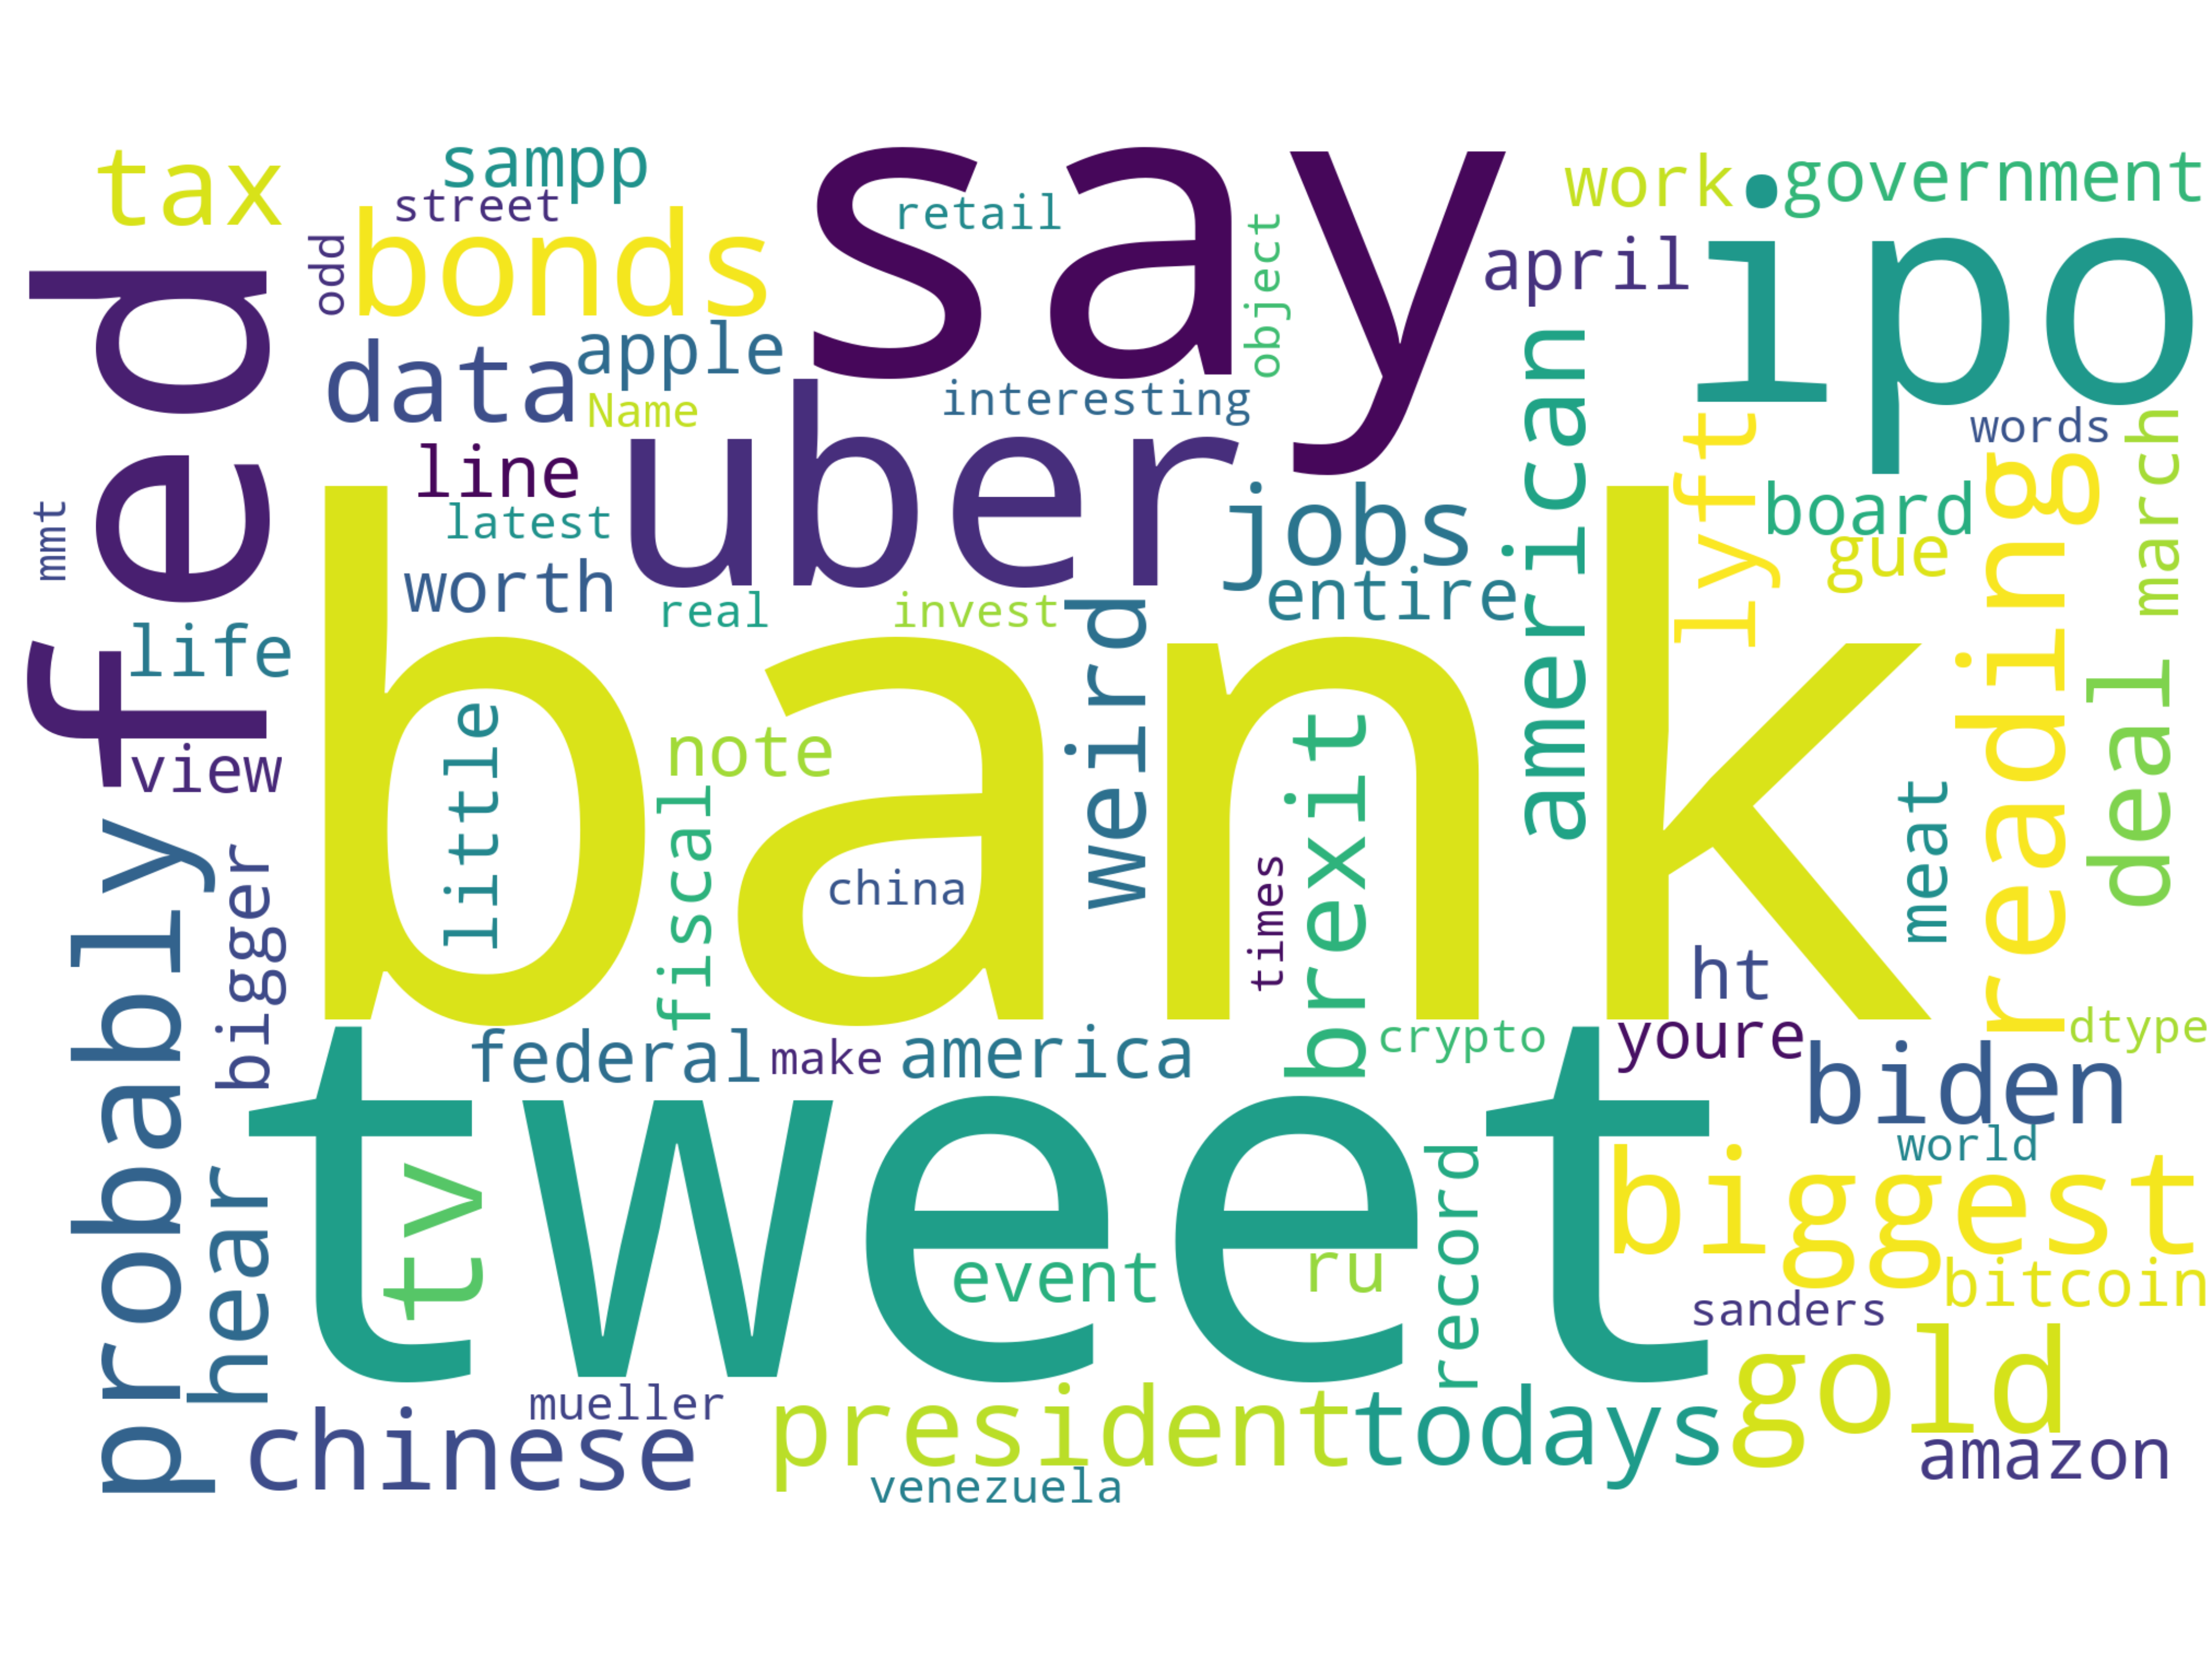 tax
sampp
street
say
retail
work
government
ipo
odd
bonds
object
april
fed
data
apple
Name
interesting
american
words
march
line
uber
lyft
reading
mmt
latest
jobs
board
gue
worth
real
invest
entire
life
bank
weird
deal
view
little
note
fiscal
brexit
meat
probably
bigger
china
times
ht
federal
make
america
crypto
youre
dtype
biden
tweet
world
hear
tv
record
biggest
event
ru
bitcoin
sanders
gold
chinese
mueller
president
todays
amazon
venezuela